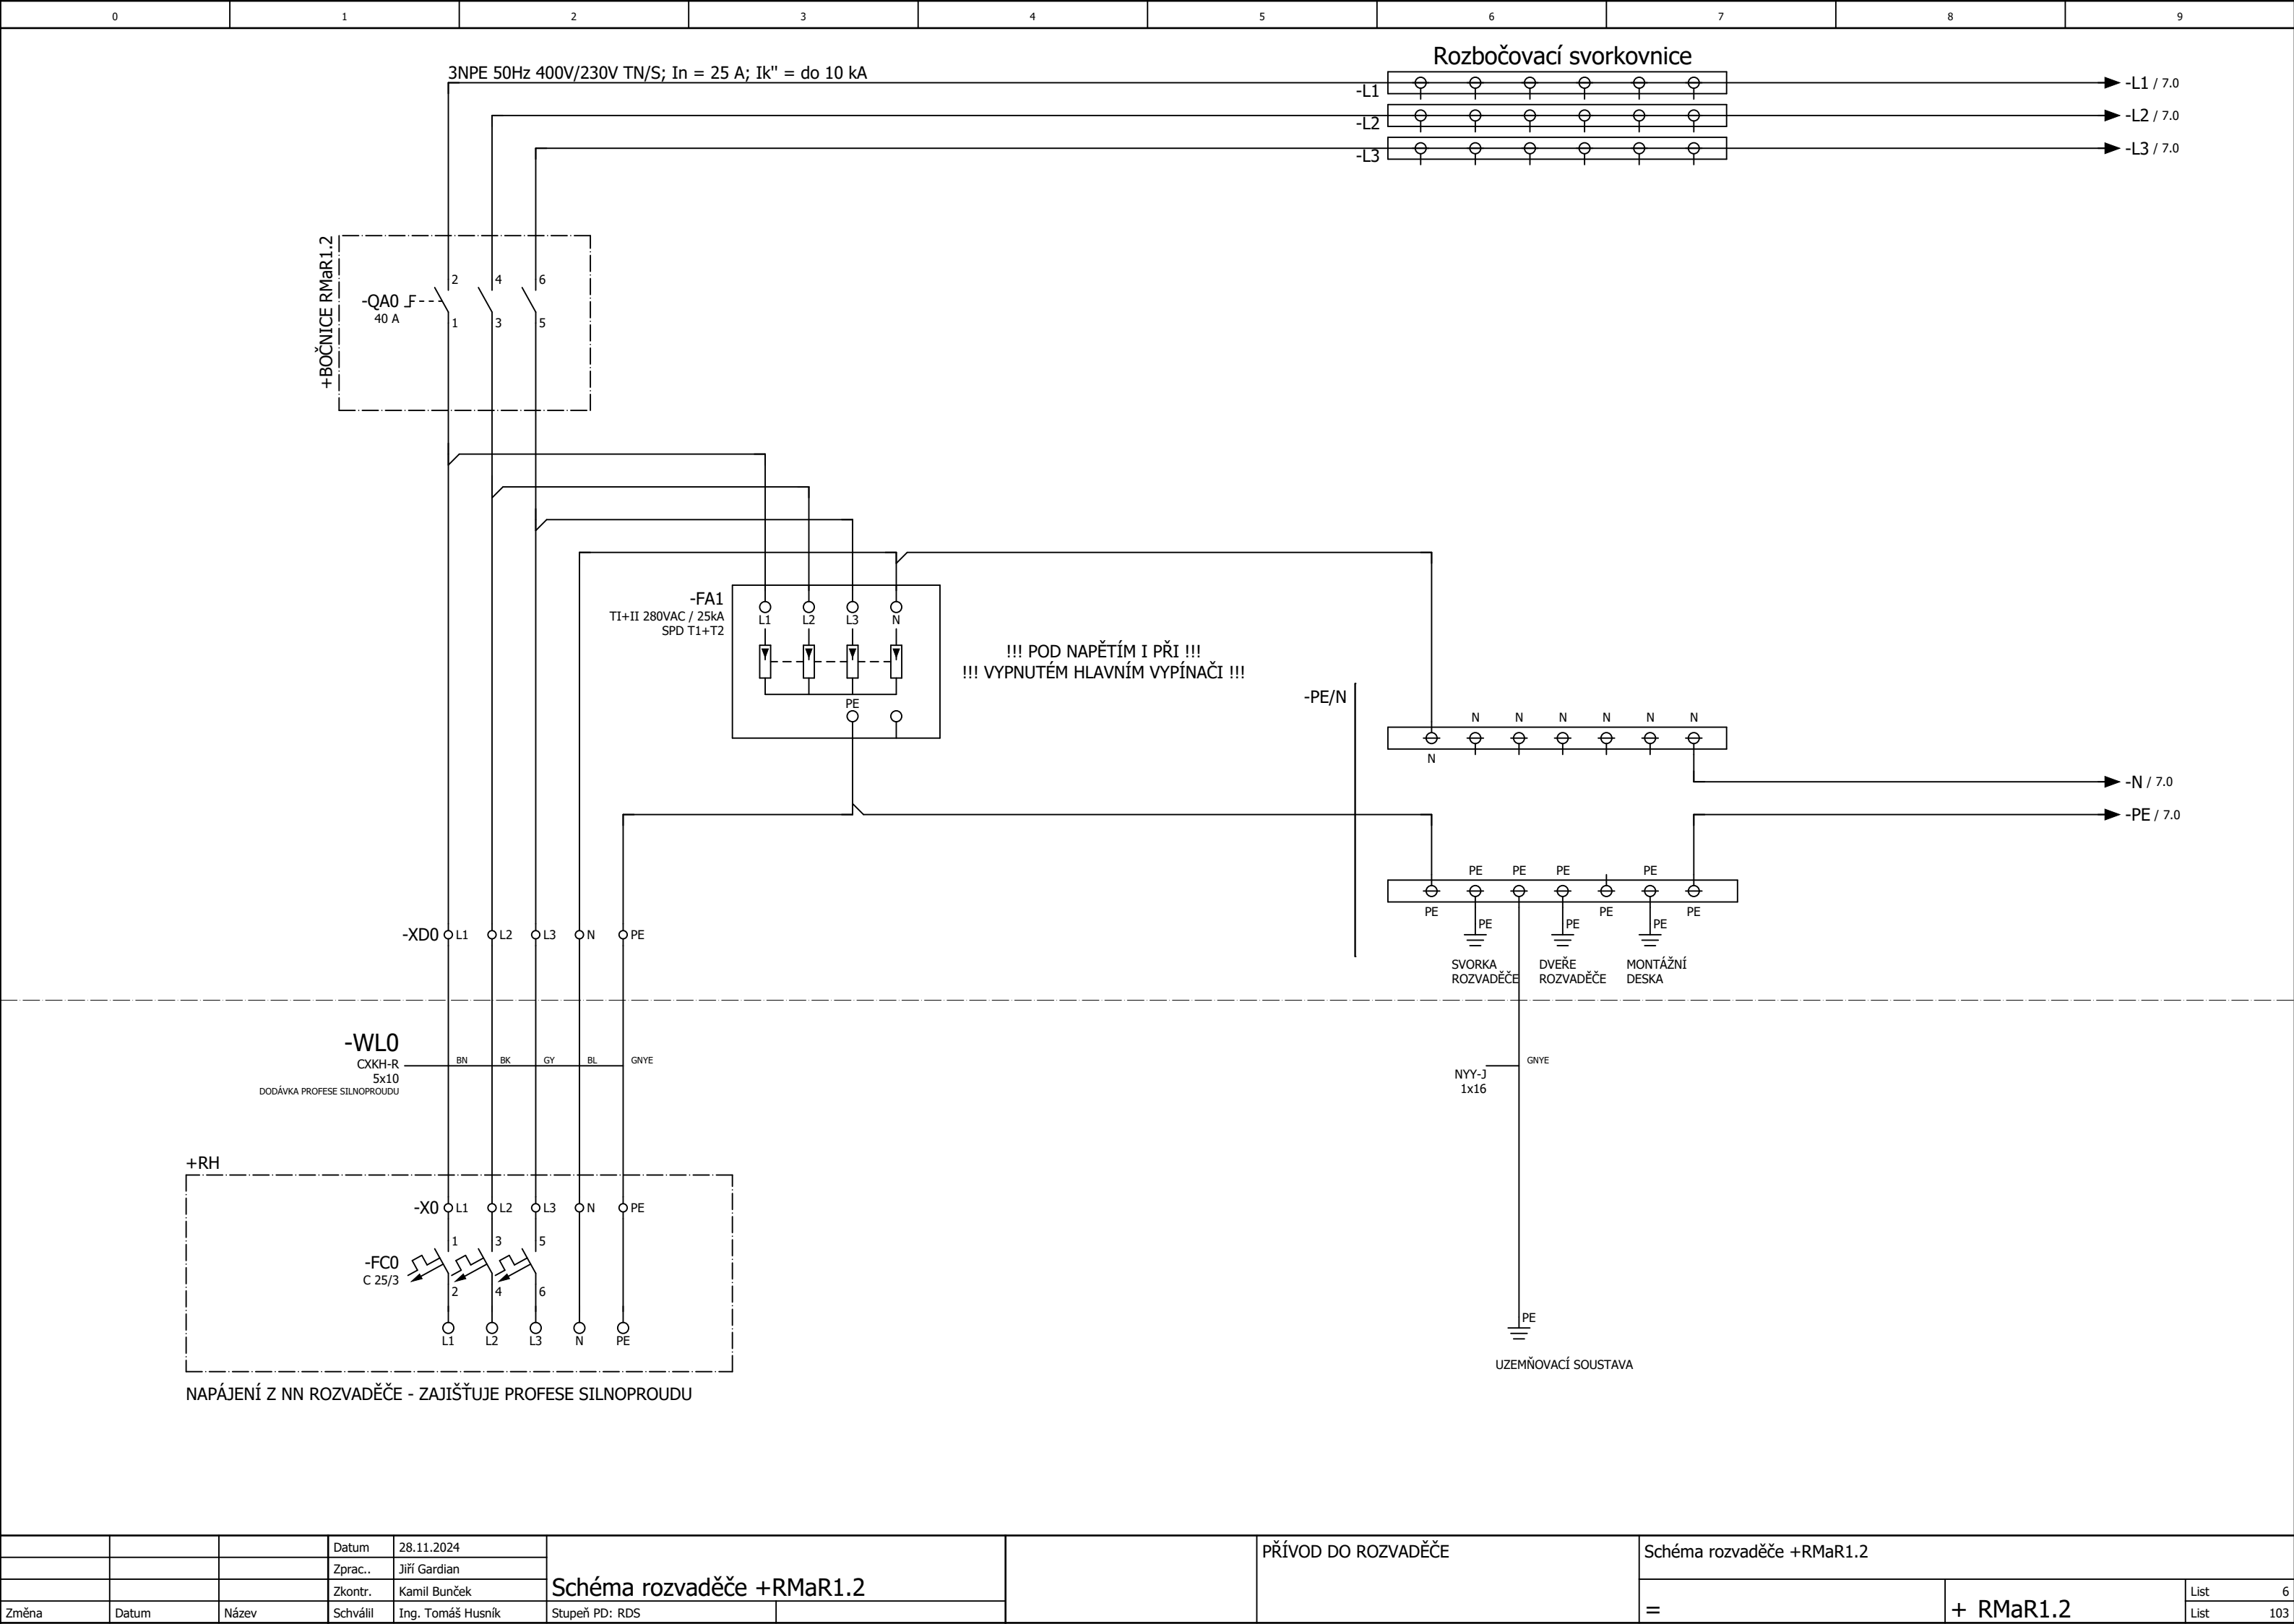 0 1 2 3 4 5 6 7 8 9
Rozbočovací svorkovnice
3NPE 50Hz 400V/230V TN/S; In = 25 A; Ik" = do 10 kA
-L1
-L1 / 7.0
-L2
-L2 / 7.0
-L3
-L3 / 7.0
+BOČNICE RMaR1.2
2 4 6
-QA0
40 A
1 3 5
-FA1
TI+II 280VAC / 25kA
SPD T1+T2
L1 L2 L3 N
PE
!!! POD NAPĚTÍM I PŘI !!!
!!! VYPNUTÉM HLAVNÍM VYPÍNAČI !!!
-PE/N
N N N N N N
N
-N / 7.0
-PE / 7.0
PE PE PE PE
PE PE PE
PE PE PE
SVORKA
ROZVADĚČE
DVEŘE
ROZVADĚČE
MONTÁŽNÍ
DESKA
-XD0 L1 L2 L3 N PE
-WL0
CXKH-R
5x10
DODÁVKA PROFESE SILNOPROUDU
BN BK GY BL GNYE
NYY-J
1x16
GNYE
+RH
-X0 L1 L2 L3 N PE
1 3 5
-FC0
C 25/3
2 4 6
L1 L2 L3 N PE
PE
UZEMŇOVACÍ SOUSTAVA
NAPÁJENÍ Z NN ROZVADĚČE - ZAJIŠŤUJE PROFESE SILNOPROUDU
Datum 28.11.2024
Zprac.. Jiří Gardian
Zkontr. Kamil Bunček
Změna Datum Název Schválil Ing. Tomáš Husník
Schéma rozvaděče +RMaR1.2
Stupeň PD: RDS
PŘÍVOD DO ROZVADĚČE
Schéma rozvaděče +RMaR1.2
=
+ RMaR1.2
List 6
List 103